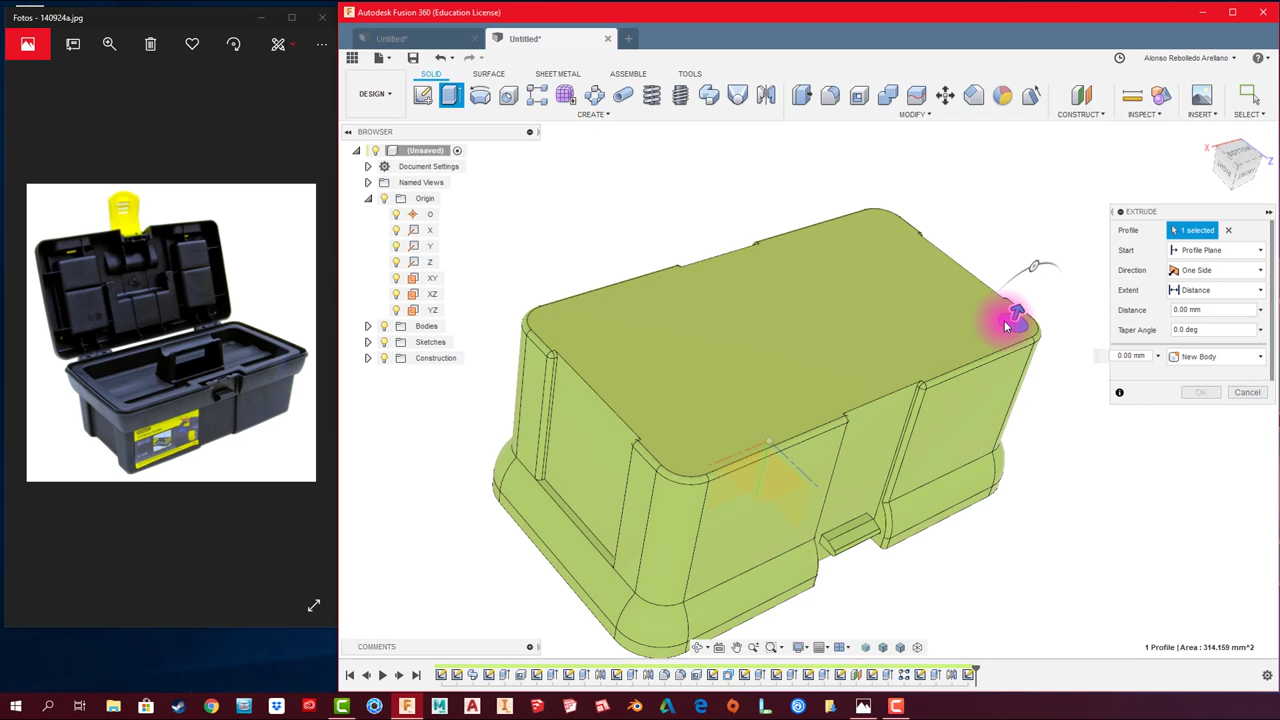 Fotos - 140924a.jpg
Autodesk Fusion 360 (Education License)
Untitled*
Untitled*
Alonso Rebolledo Arellano
DESIGN
SOLID
SURFACE
SHEET METAL
ASSEMBLE
TOOLS
CREATE
MODIFY
CONSTRUCT
INSPECT
INSERT
SELECT
BROWSER
(Unsaved)
Document Settings
Named Views
Origin
O
X
Y
Z
XY
XZ
YZ
Bodies
Sketches
Construction
BOTTOM
FRONT
RIGHT
X
Z
EXTRUDE
Profile 1 selected
Start Profile Plane
Direction One Side
Extent Distance
Distance 0.00 mm
Taper Angle 0.0 deg
0.00 mm New Body
OK Cancel
COMMENTS
1 Profile | Area : 314.159 mm^2